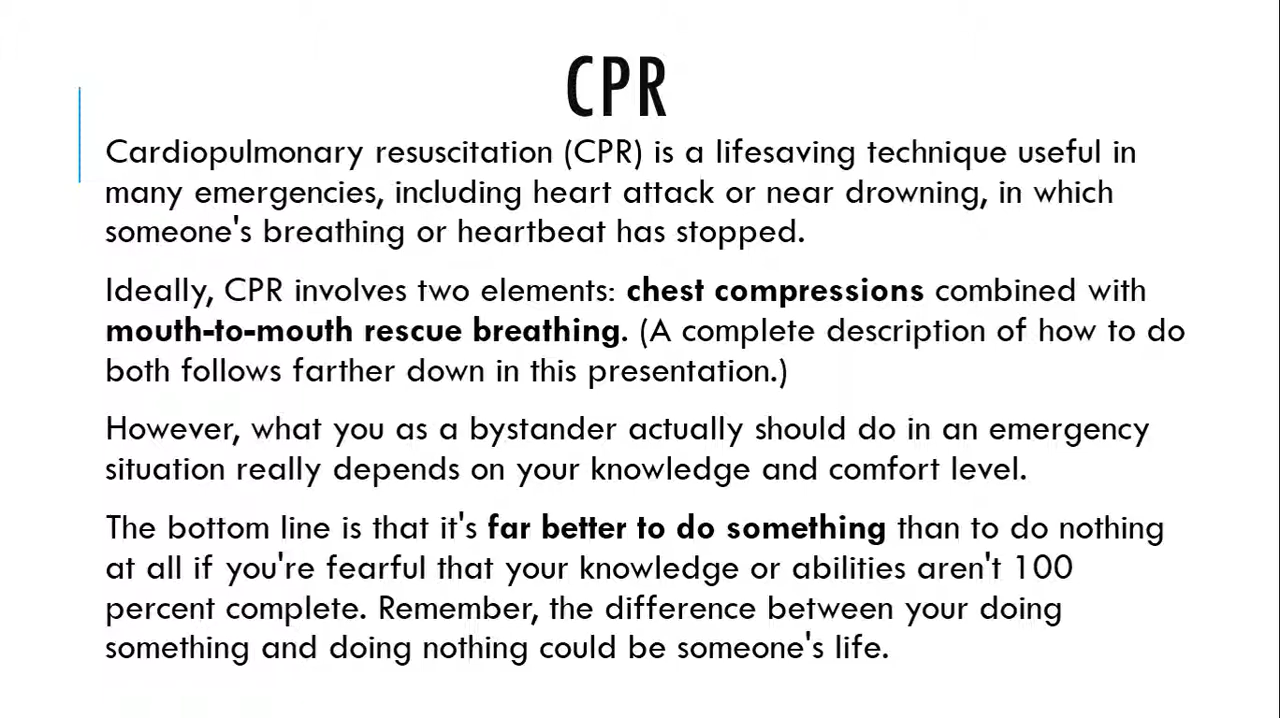 CPR
Cardiopulmonary resuscitation (CPR) is a lifesaving technique useful in
many emergencies, including heart attack or near drowning, in which
someone's breathing or heartbeat has stopped.
Ideally, CPR involves two elements: chest compressions combined with
mouth-to-mouth rescue breathing. (A complete description of how to do
both follows farther down in this presentation.)
However, what you as a bystander actually should do in an emergency
situation really depends on your knowledge and comfort level.
The bottom line is that it's far better to do something than to do nothing
at all if you're fearful that your knowledge or abilities aren't 100
percent complete. Remember, the difference between your doing
something and doing nothing could be someone's life.